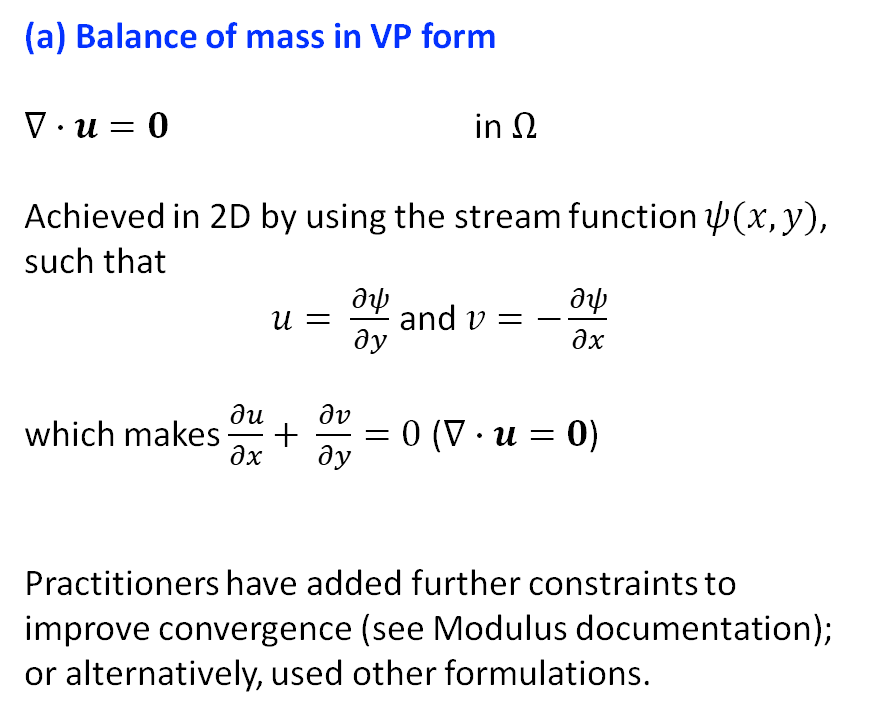 (a) Balance of mass in VP form
∇ · 𝒖 = 𝟎 in Ω
Achieved in 2D by using the stream function ψ(x, y),
such that
u = ∂ψ/∂y and v = −∂ψ/∂x
which makes ∂u/∂x + ∂v/∂y = 0 (∇ · 𝒖 = 𝟎)
Practitioners have added further constraints to
improve convergence (see Modulus documentation);
or alternatively, used other formulations.